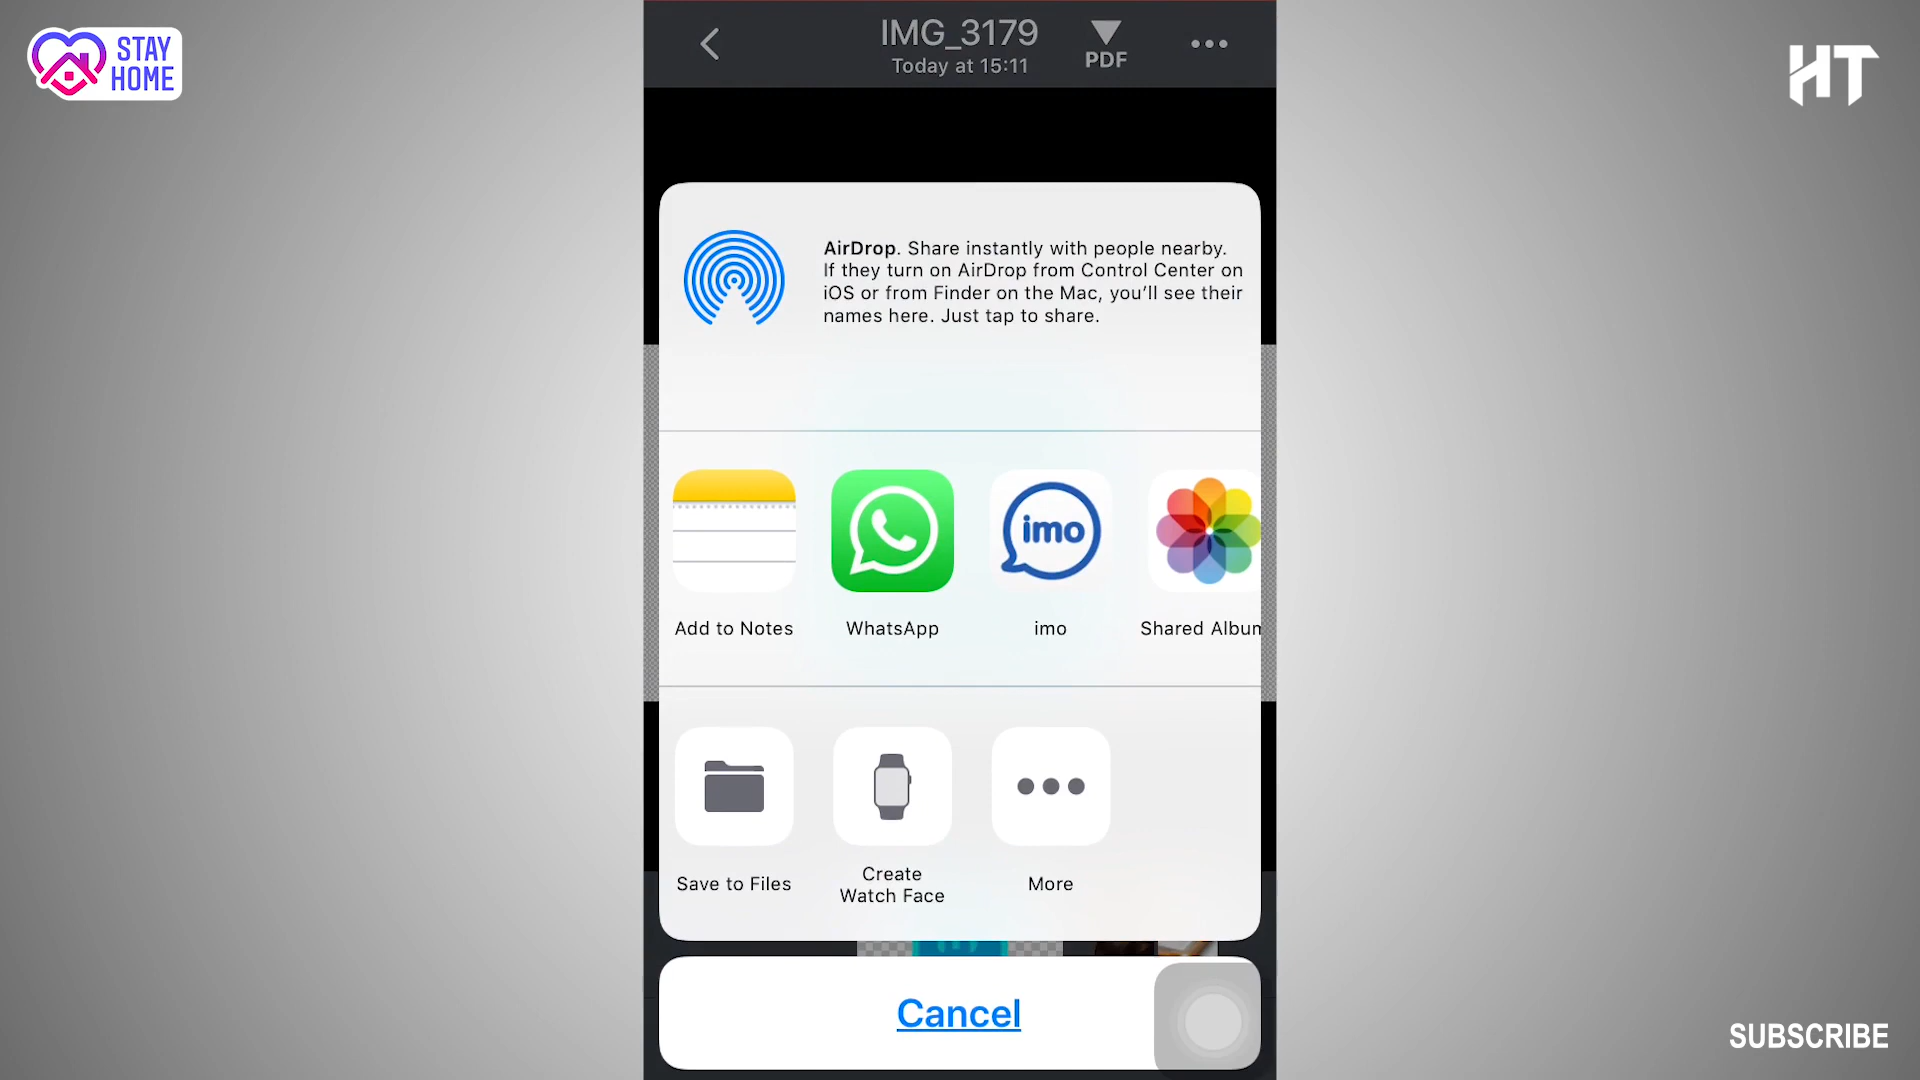 STAY
HOME
IMG_3179
Today at 15:11
PDF
HT
AirDrop. Share instantly with people nearby.
If they turn on AirDrop from Control Center on
iOS or from Finder on the Mac, you’ll see their
names here. Just tap to share.
imo
Add to Notes
WhatsApp
imo
Shared Album
Save to Files
Create
Watch Face
More
Cancel
SUBSCRIBE